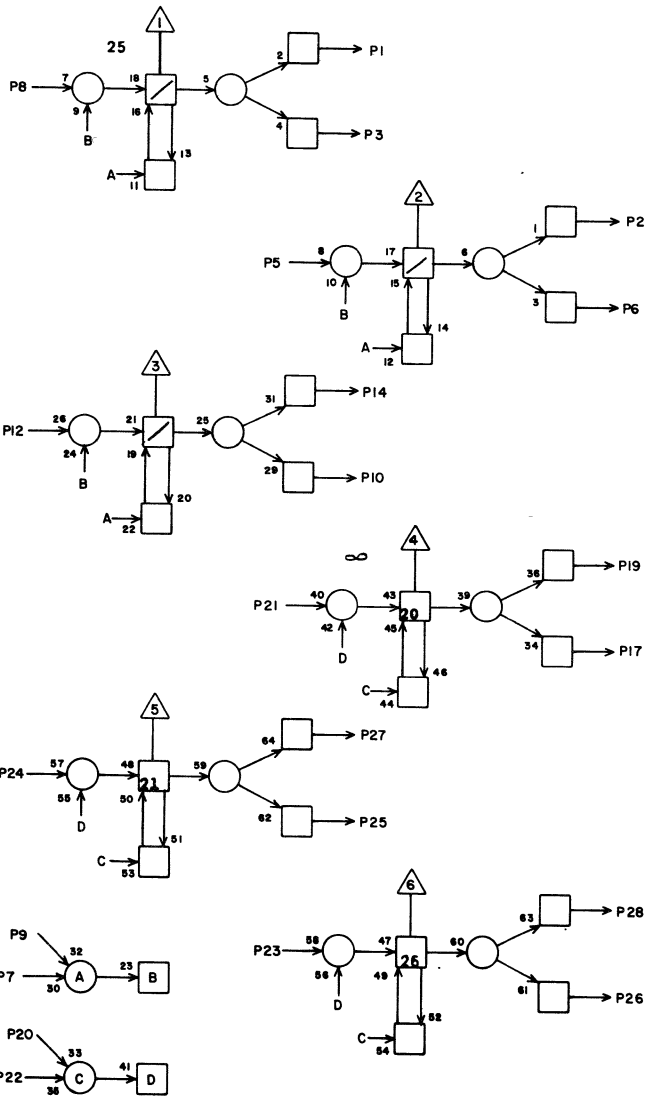 1
25
2 P1
P8 7 18 5
9 16
B 4 P3
13
A 11
2
1 P2
P5 8 17 6
10 15
B 3 P6
14
A 12
3
31 P14
P12 26 21 25
24 19
B 29 P10
20
A 22
4
∞
36 P19
P21 40 43 39
42 20
45
D 34 P17
46
C 44
5
64 P27
P24 57 48 59
55 21
50
D 62 P25
51
C 53
6
63 P28
P23 58 47 60
56 26
49
D 61 P26
52
C 54
P9 32
P7 30 A 23 B
P20 33
P22 35 C 41 D